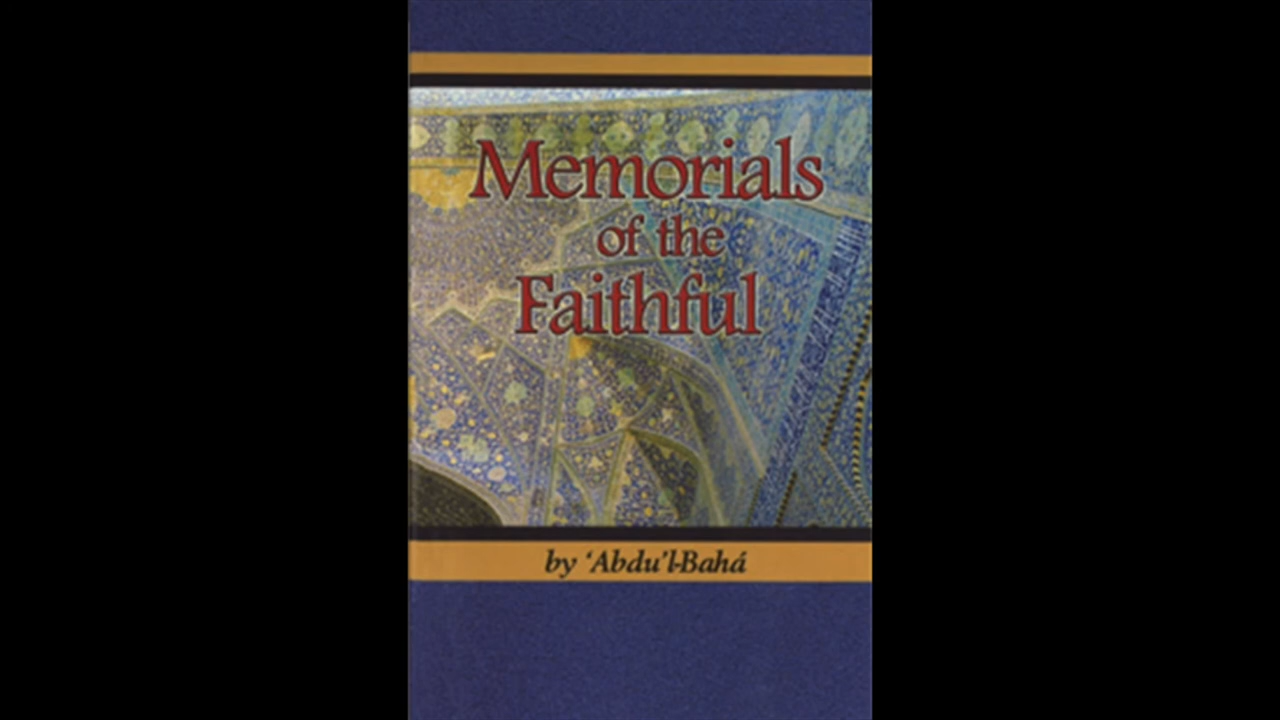 Memorials
of the
Faithful
by ‘Abdu’l-Bahá